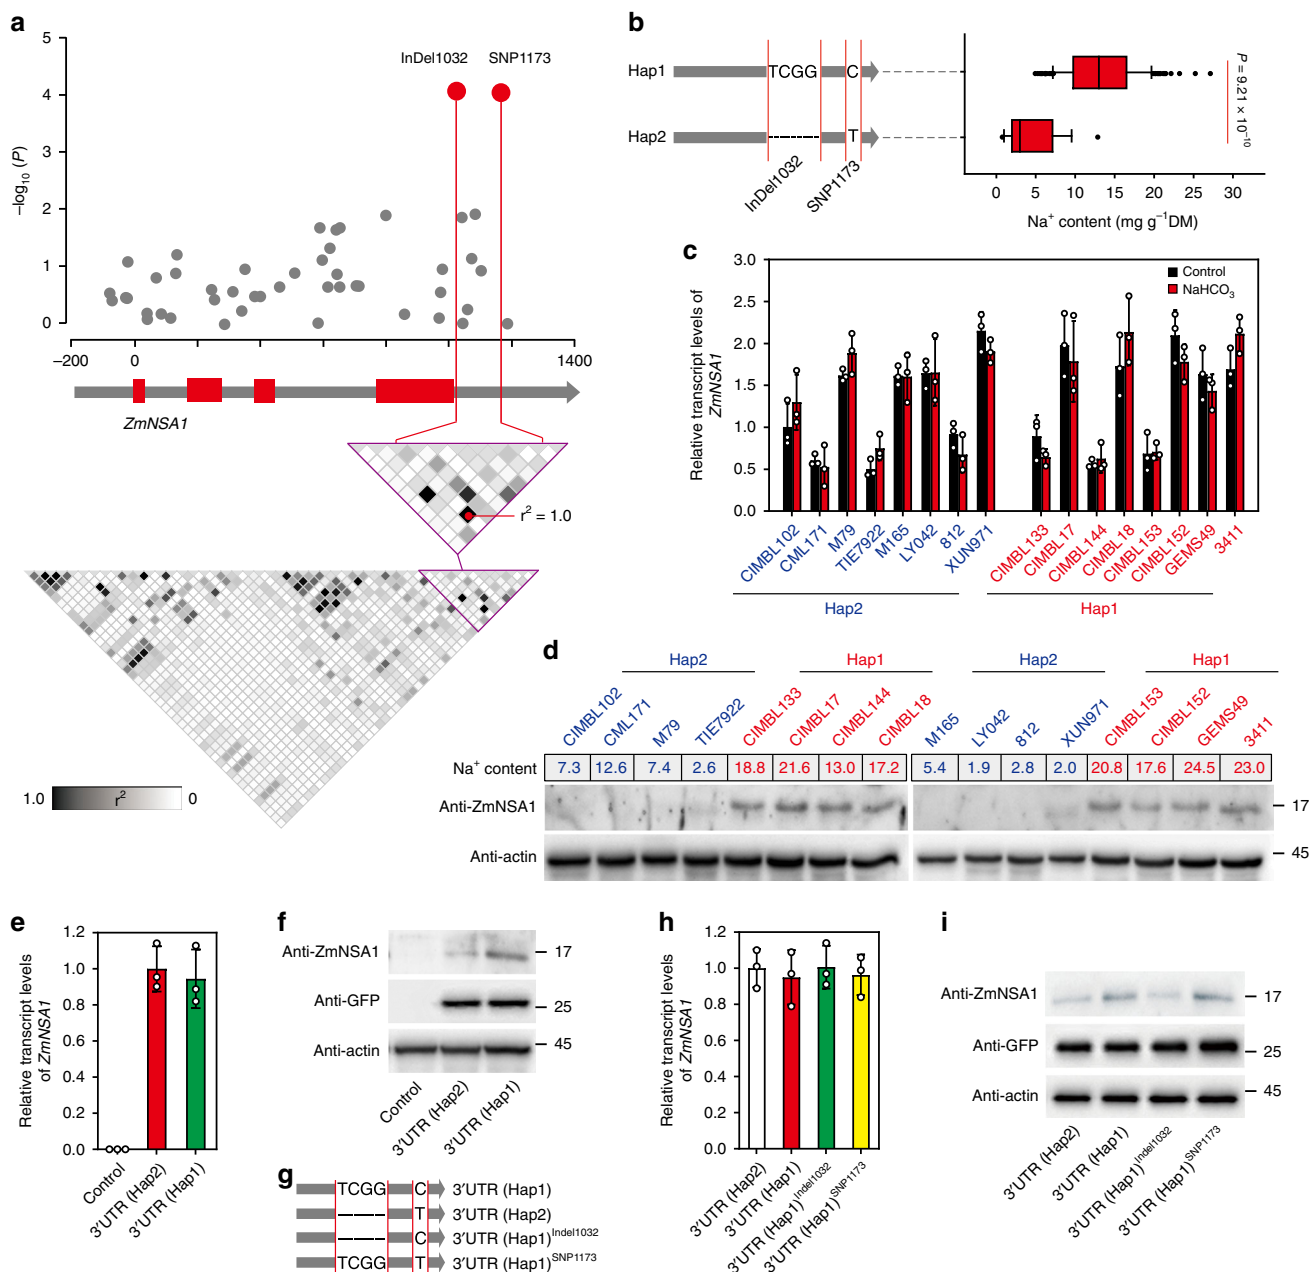 a
5
4
3
2
1
0
−log10 (P)
InDel1032
SNP1173
−200
0
1400
ZmNSA1
r2 = 1.0
1.0
r2
0
b
Hap1
TCGG
C
Hap2
T
InDel1032
SNP1173
P = 9.21 × 10−10
0 5 10 15 20 25 30
Na+ content (mg g−1DM)
c
Relative transcript levels of
ZmNSA1
3.0
2.5
2.0
1.5
1.0
0.5
0.0
Control
NaHCO3
CIMBL102
CML171
M79
TIE7922
M165
LY042
812
XUN971
CIMBL133
CIMBL17
CIMBL144
CIMBL18
CIMBL153
CIMBL152
GEMS49
3411
Hap2
Hap1
d
Hap2
Hap1
Hap2
Hap1
CIMBL102
CML171
M79
TIE7922
CIMBL133
CIMBL17
CIMBL144
CIMBL18
M165
LY042
812
XUN971
CIMBL153
CIMBL152
GEMS49
3411
Na+ content
7.3 12.6 7.4 2.6 18.8 21.6 13.0 17.2 5.4 1.9 2.8 2.0 20.8 17.6 24.5 23.0
Anti-ZmNSA1
17
Anti-actin
45
e
Relative transcript levels
of ZmNSA1
1.2
1.0
0.8
0.6
0.4
0.2
0.0
Control
3′UTR (Hap2)
3′UTR (Hap1)
f
Anti-ZmNSA1
17
Anti-GFP
25
Anti-actin
45
Control
3′UTR (Hap2)
3′UTR (Hap1)
g
TCGG C 3′UTR (Hap1)
---- T 3′UTR (Hap2)
---- C 3′UTR (Hap1)Indel1032
TCGG T 3′UTR (Hap1)SNP1173
h
Relative transcript levels
of ZmNSA1
1.2
1.0
0.8
0.6
0.4
0.2
0.0
3′UTR (Hap2)
3′UTR (Hap1)
3′UTR (Hap1)Indel1032
3′UTR (Hap1)SNP1173
i
Anti-ZmNSA1
17
Anti-GFP
25
Anti-actin
45
3′UTR (Hap2)
3′UTR (Hap1)
3′UTR (Hap1)Indel1032
3′UTR (Hap1)SNP1173